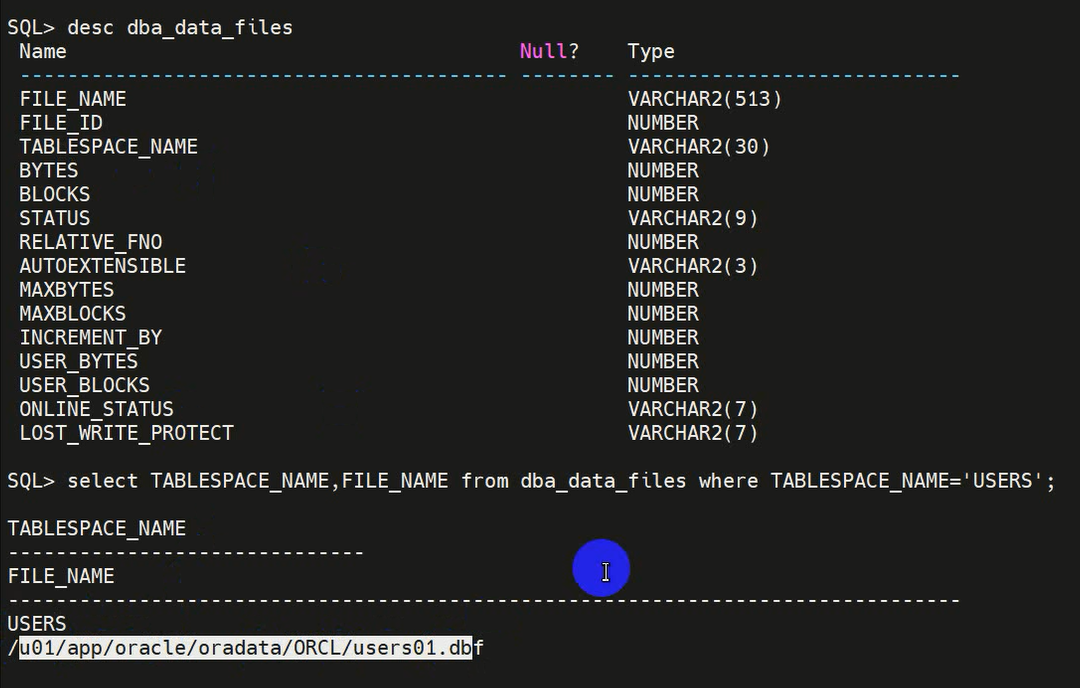 SQL> desc dba_data_files
Name Null? Type
----------------------------------------- -------- ----------------------------
FILE_NAME VARCHAR2(513)
FILE_ID NUMBER
TABLESPACE_NAME VARCHAR2(30)
BYTES NUMBER
BLOCKS NUMBER
STATUS VARCHAR2(9)
RELATIVE_FNO NUMBER
AUTOEXTENSIBLE VARCHAR2(3)
MAXBYTES NUMBER
MAXBLOCKS NUMBER
INCREMENT_BY NUMBER
USER_BYTES NUMBER
USER_BLOCKS NUMBER
ONLINE_STATUS VARCHAR2(7)
LOST_WRITE_PROTECT VARCHAR2(7)
SQL> select TABLESPACE_NAME,FILE_NAME from dba_data_files where TABLESPACE_NAME='USERS';
TABLESPACE_NAME
------------------------------
FILE_NAME
--------------------------------------------------------------------------------
USERS
/u01/app/oracle/oradata/ORCL/users01.dbf